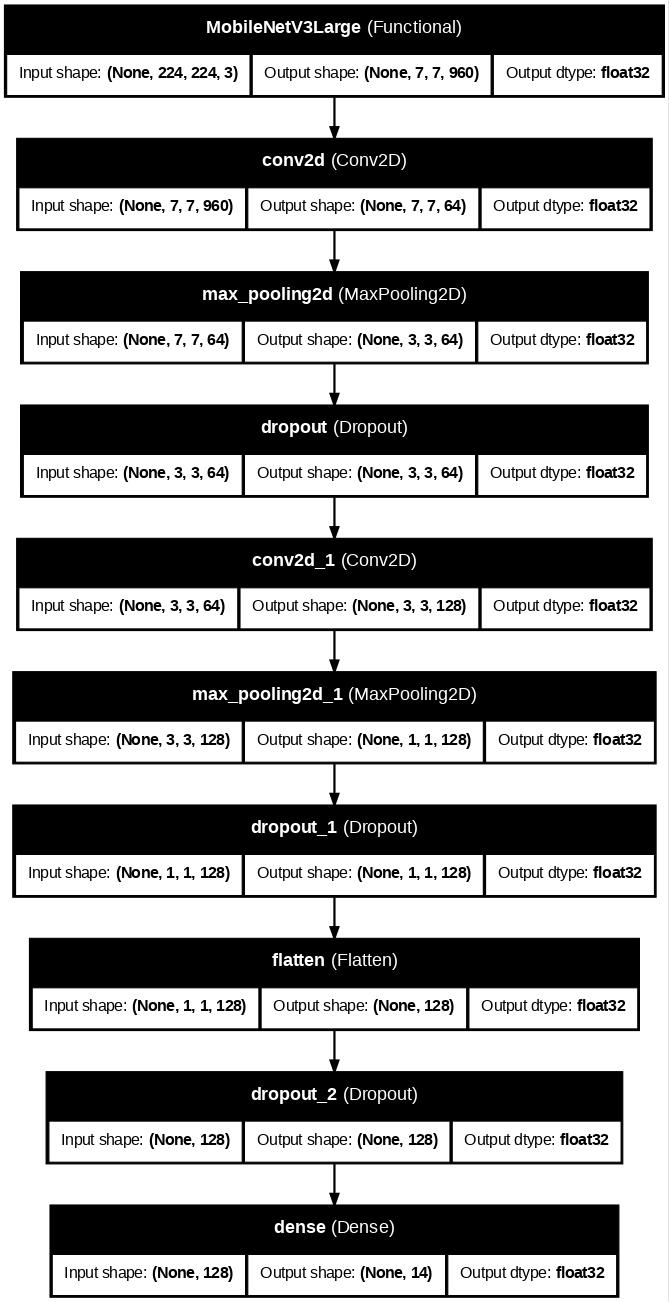 MobileNetV3Large (Functional)
Input shape: (None, 224, 224, 3) Output shape: (None, 7, 7, 960) Output dtype: float32
conv2d (Conv2D)
Input shape: (None, 7, 7, 960) Output shape: (None, 7, 7, 64) Output dtype: float32
max_pooling2d (MaxPooling2D)
Input shape: (None, 7, 7, 64) Output shape: (None, 3, 3, 64) Output dtype: float32
dropout (Dropout)
Input shape: (None, 3, 3, 64) Output shape: (None, 3, 3, 64) Output dtype: float32
conv2d_1 (Conv2D)
Input shape: (None, 3, 3, 64) Output shape: (None, 3, 3, 128) Output dtype: float32
max_pooling2d_1 (MaxPooling2D)
Input shape: (None, 3, 3, 128) Output shape: (None, 1, 1, 128) Output dtype: float32
dropout_1 (Dropout)
Input shape: (None, 1, 1, 128) Output shape: (None, 1, 1, 128) Output dtype: float32
flatten (Flatten)
Input shape: (None, 1, 1, 128) Output shape: (None, 128) Output dtype: float32
dropout_2 (Dropout)
Input shape: (None, 128) Output shape: (None, 128) Output dtype: float32
dense (Dense)
Input shape: (None, 128) Output shape: (None, 14) Output dtype: float32